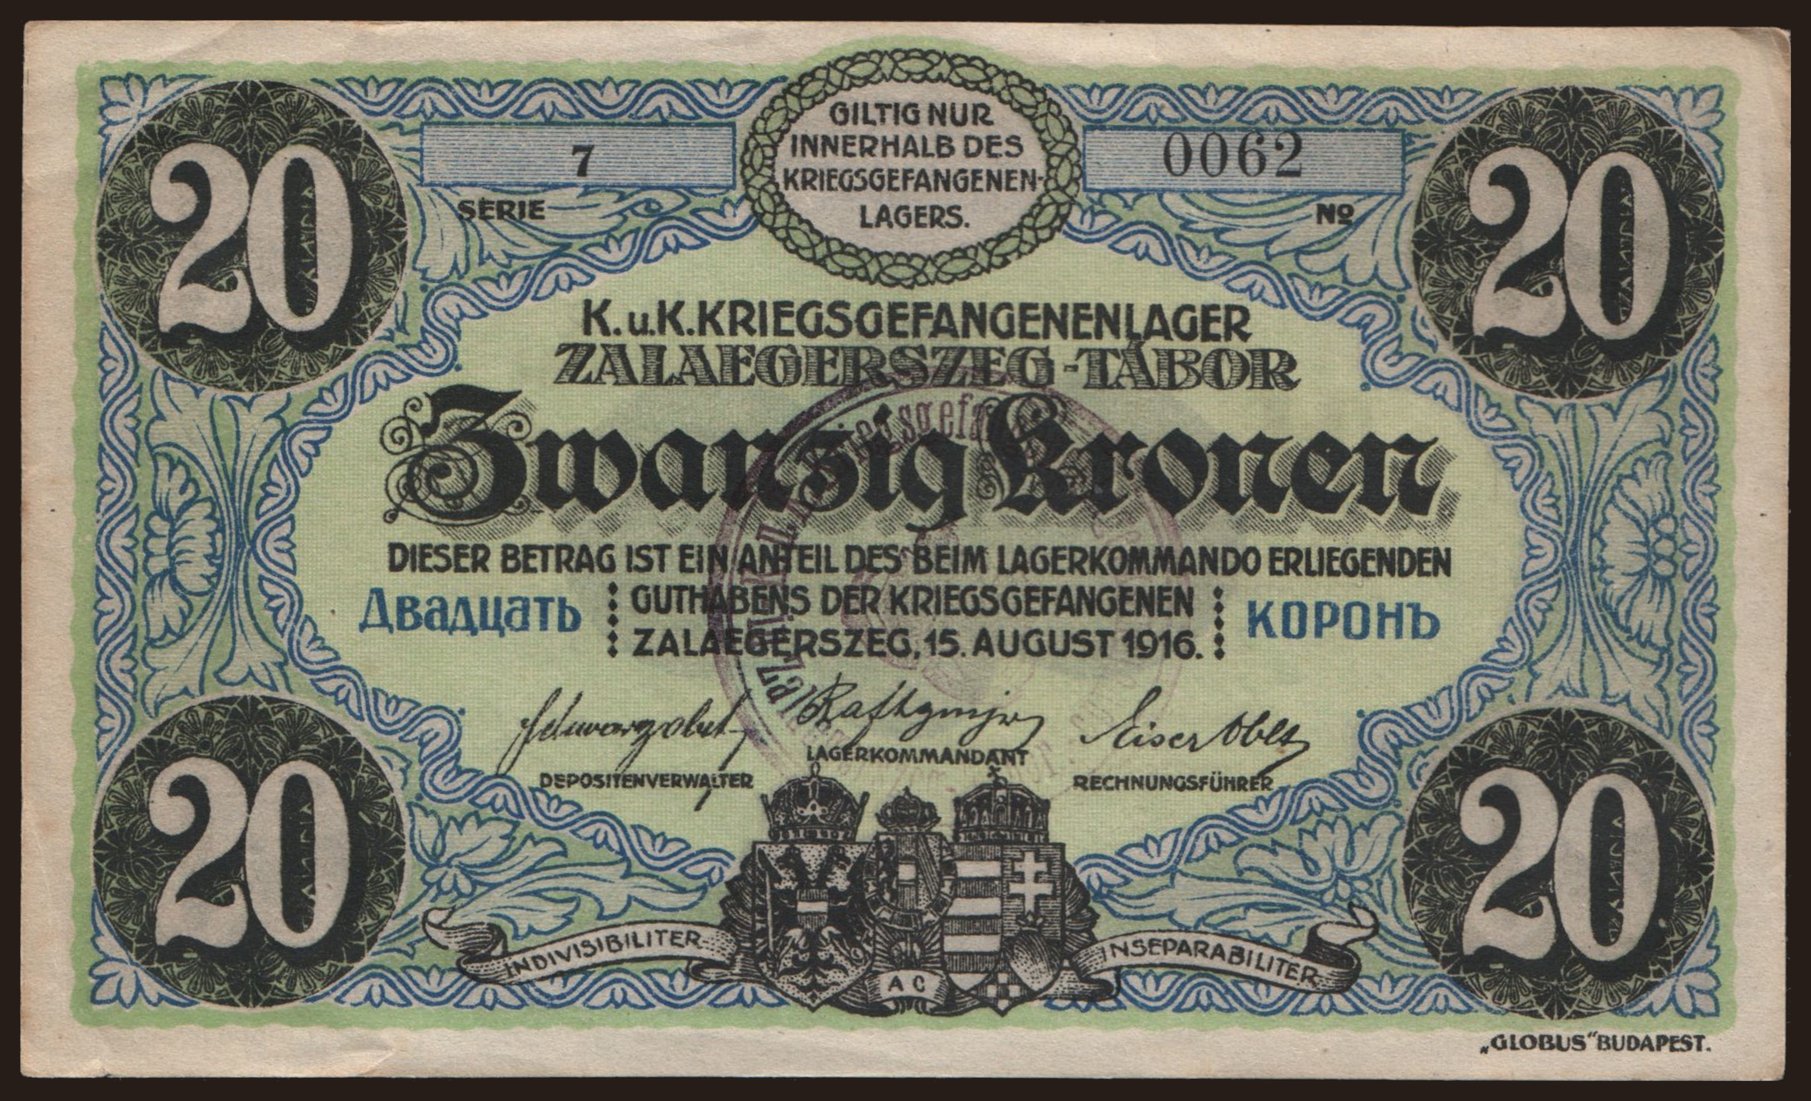 20
GILTIG NUR
INNERHALB DES
KRIEGSGEFANGENEN-
LAGERS.
20
7
SERIE
0062
Nº
K.u.K.KRIEGSGEFANGENENLAGER
ZALAEGERSZEG-TÁBOR
Zwanzig Kronen
DIESER BETRAG IST EIN ANTEIL DES BEIM LAGERKOMMANDO ERLIEGENDEN
Двадцать GUTHABENS DER KRIEGSGEFANGENEN КОРОНЪ
ZALAEGERSZEG, 15. AUGUST 1916.
LAGERKOMMANDANT
DEPOSITENVERWALTER
RECHNUNGSFÜHRER
20
20
INDIVISIBILITER
AC
INSEPARABILITER
„GLOBUS“ BUDAPEST.